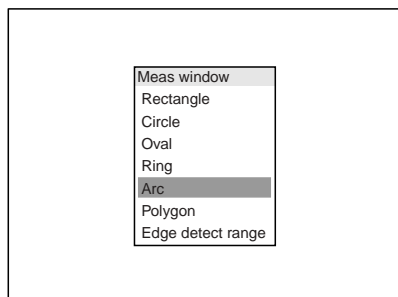 Meas window
Rectangle
Circle
Oval
Ring
Arc
Polygon
Edge detect range